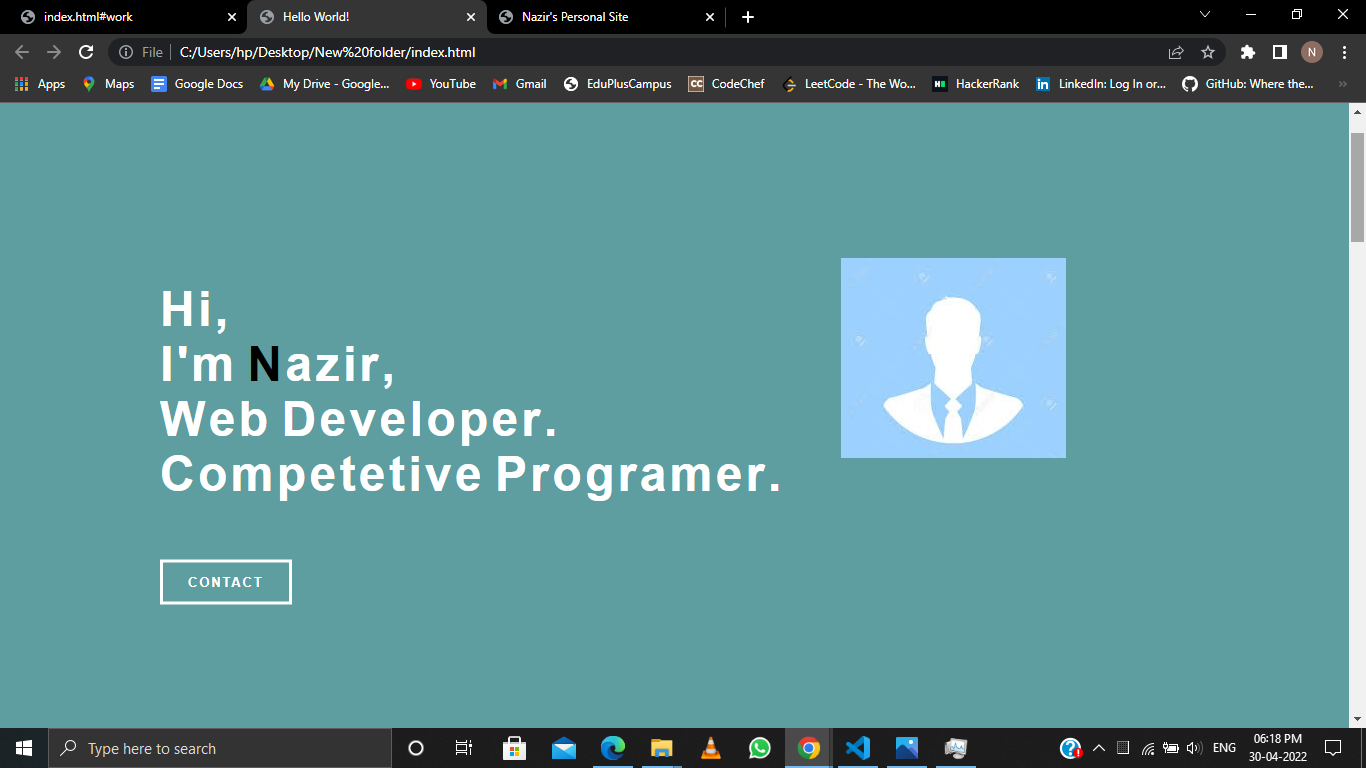 index.html#work
Hello World!
Nazir's Personal Site
File
C:/Users/hp/Desktop/New%20folder/index.html
N
Apps
Maps
Google Docs
My Drive - Google...
YouTube
Gmail
EduPlusCampus
CC
CodeChef
LeetCode - The Wo...
HackerRank
in
LinkedIn: Log In or...
GitHub: Where the...
»
Hi,
I'm Nazir,
Web Developer.
Competetive Programer.
CONTACT
Type here to search
ENG
06:18 PM
30-04-2022